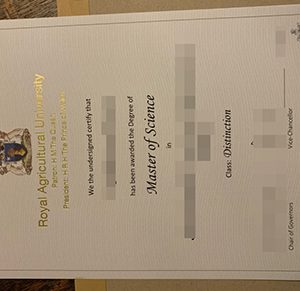 Royal Agricultural University
Patron: H M The Queen
President: H R H The Prince of Wales
We the undersigned certify that
has been awarded the Degree of
Master of Science
in
Class: Distinction
Chair of Governors
Vice-Chancellor